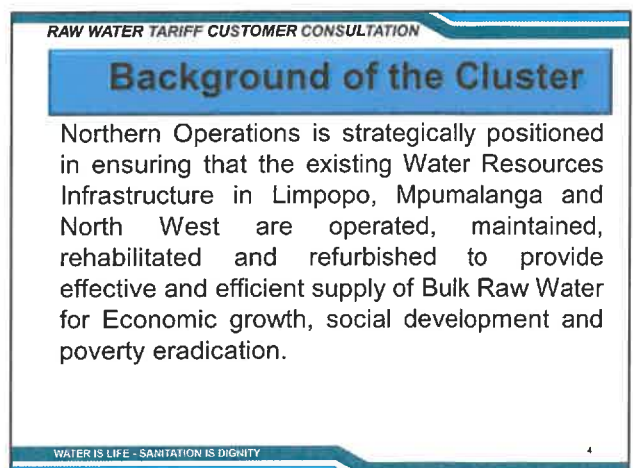 RAW WATER TARIFF CUSTOMER CONSULTATION
Background of the Cluster
Northern Operations is strategically positioned
in ensuring that the existing Water Resources
Infrastructure in Limpopo, Mpumalanga and
North West are operated, maintained,
rehabilitated and refurbished to provide
effective and efficient supply of Bulk Raw Water
for Economic growth, social development and
poverty eradication.
WATER IS LIFE - SANITATION IS DIGNITY
4